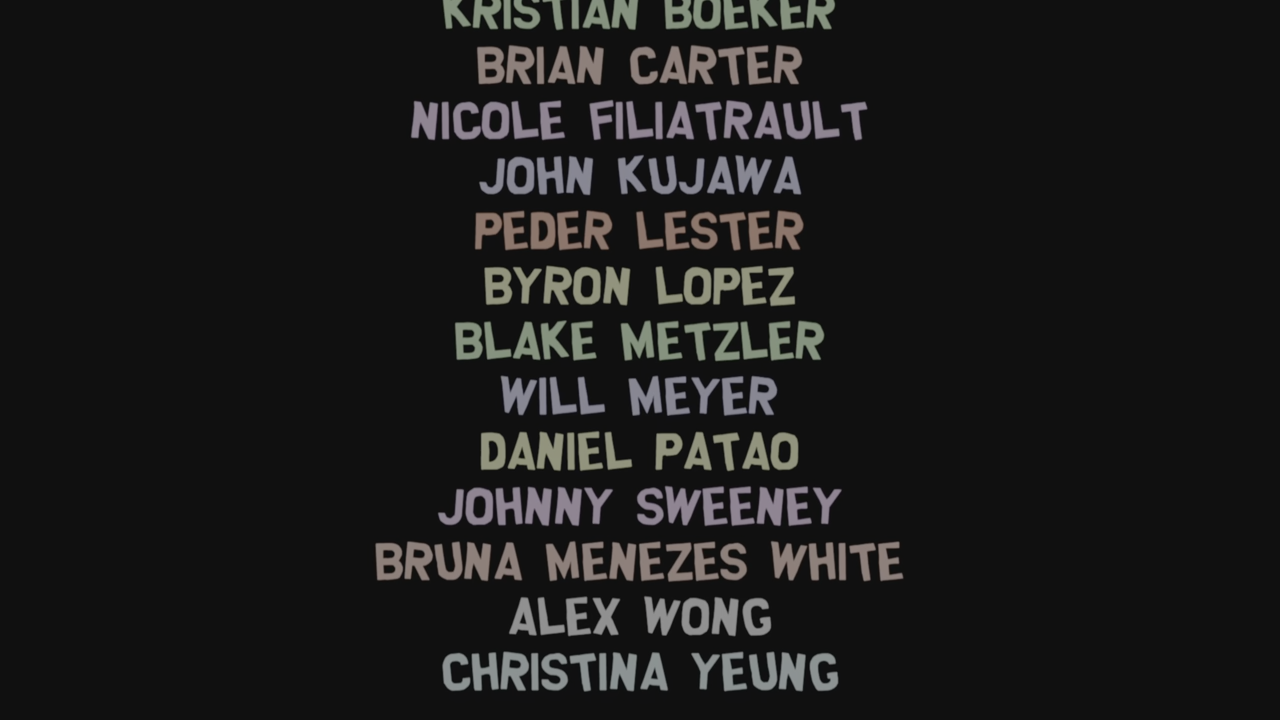 KRISTIAN BOEKER
BRIAN CARTER
NICOLE FILIATRAULT
JOHN KUJAWA
PEDER LESTER
BYRON LOPEZ
BLAKE METZLER
WILL MEYER
DANIEL PATAO
JOHNNY SWEENEY
BRUNA MENEZES WHITE
ALEX WONG
CHRISTINA YEUNG